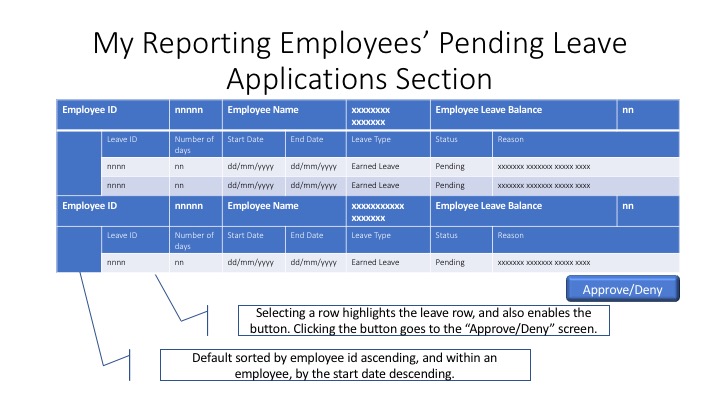 My Reporting Employees’ Pending Leave
Applications Section
Employee ID nnnnn Employee Name xxxxxxxx Employee Leave Balance nn
xxxxxxx
Leave ID Number of Start Date End Date Leave Type Status Reason
days
nnnn nn dd/mm/yyyy dd/mm/yyyy Earned Leave Pending xxxxxxx xxxxxxx xxxxx xxxx
nnnn nn dd/mm/yyyy dd/mm/yyyy Earned Leave Pending xxxxxxx xxxxxxx xxxxx xxxx
Employee ID nnnnn Employee Name xxxxxxxxxxx Employee Leave Balance nn
xxxxxxx
Leave ID Number of Start Date End Date Leave Type Status Reason
days
nnnn nn dd/mm/yyyy dd/mm/yyyy Earned Leave Pending xxxxxxx xxxxxxx xxxxx xxxx
Approve/Deny
Selecting a row highlights the leave row, and also enables the
button. Clicking the button goes to the “Approve/Deny” screen.
Default sorted by employee id ascending, and within an
employee, by the start date descending.